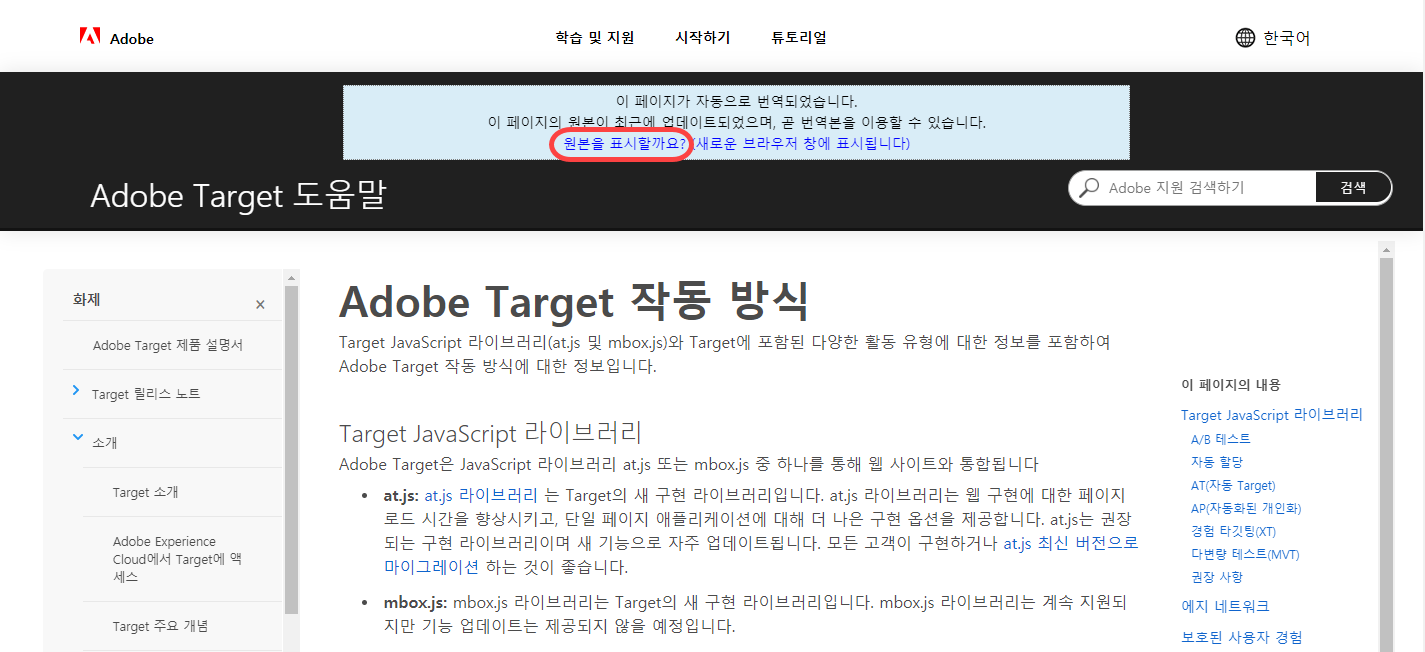 Adobe
학습 및 지원
시작하기
튜토리얼
한국어
이 페이지가 자동으로 번역되었습니다.
이 페이지의 원본이 최근에 업데이트되었으며, 곧 번역본을 이용할 수 있습니다.
원본을 표시할까요? (새로운 브라우저 창에 표시됩니다)
Adobe Target 도움말
Adobe 지원 검색하기
검색
화제
×
Adobe Target 제품 설명서
Target 릴리스 노트
소개
Target 소개
Adobe Experience
Cloud에서 Target에 액
세스
Target 주요 개념
Adobe Target 작동 방식
Target JavaScript 라이브러리(at.js 및 mbox.js)와 Target에 포함된 다양한 활동 유형에 대한 정보를 포함하여
Adobe Target 작동 방식에 대한 정보입니다.
Target JavaScript 라이브러리
Adobe Target은 JavaScript 라이브러리 at.js 또는 mbox.js 중 하나를 통해 웹 사이트와 통합됩니다
• at.js: at.js 라이브러리 는 Target의 새 구현 라이브러리입니다. at.js 라이브러리는 웹 구현에 대한 페이지
로드 시간을 향상시키고, 단일 페이지 애플리케이션에 대해 더 나은 구현 옵션을 제공합니다. at.js는 권장
되는 구현 라이브러리이며 새 기능으로 자주 업데이트됩니다. 모든 고객이 구현하거나 at.js 최신 버전으로
마이그레이션 하는 것이 좋습니다.
• mbox.js: mbox.js 라이브러리는 Target의 새 구현 라이브러리입니다. mbox.js 라이브러리는 계속 지원되
지만 기능 업데이트는 제공되지 않을 예정입니다.
이 페이지의 내용
Target JavaScript 라이브러리
A/B 테스트
자동 할당
AT(자동 Target)
AP(자동화된 개인화)
경험 타깃팅(XT)
다변량 테스트(MVT)
권장 사항
에지 네트워크
보호된 사용자 경험